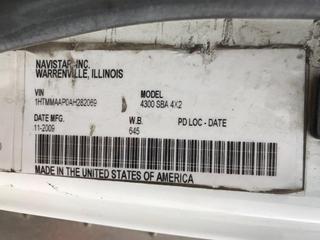 NAVISTAR, INC.
WARRENVILLE, ILLINOIS
VIN MODEL
1HTMMAAP0AH282069 4300 SBA 4X2
DATE MFG. W.B. PD LOC - DATE
11-2009 645
MADE IN THE UNITED STATES OF AMERICA